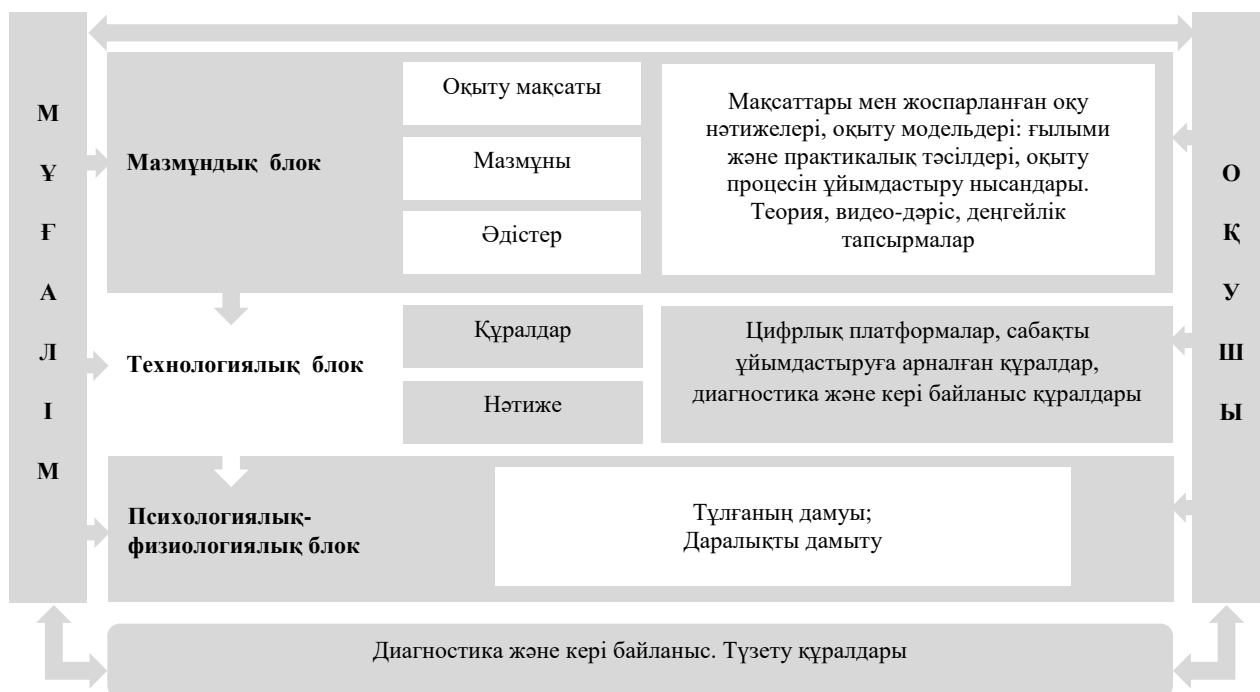 МҰҒАЛІМ
Мазмұндық блок
Оқыту мақсаты
Мазмұны
Әдістер
Мақсаттары мен жоспарланған оқу
нәтижелері, оқыту модельдері: ғылыми
және практикалық тәсілдері, оқыту
процесін ұйымдастыру нысандары.
Теория, видео-дәріс, деңгейлік
тапсырмалар
Технологиялық блок
Құралдар
Нәтиже
Цифрлық платформалар, сабақты
ұйымдастыруға арналған құралдар,
диагностика және кері байланыс құралдары
Психологиялық-
физиологиялық блок
Тұлғаның дамуы;
Даралықты дамыту
ОҚУШЫ
Диагностика және кері байланыс. Түзету құралдары